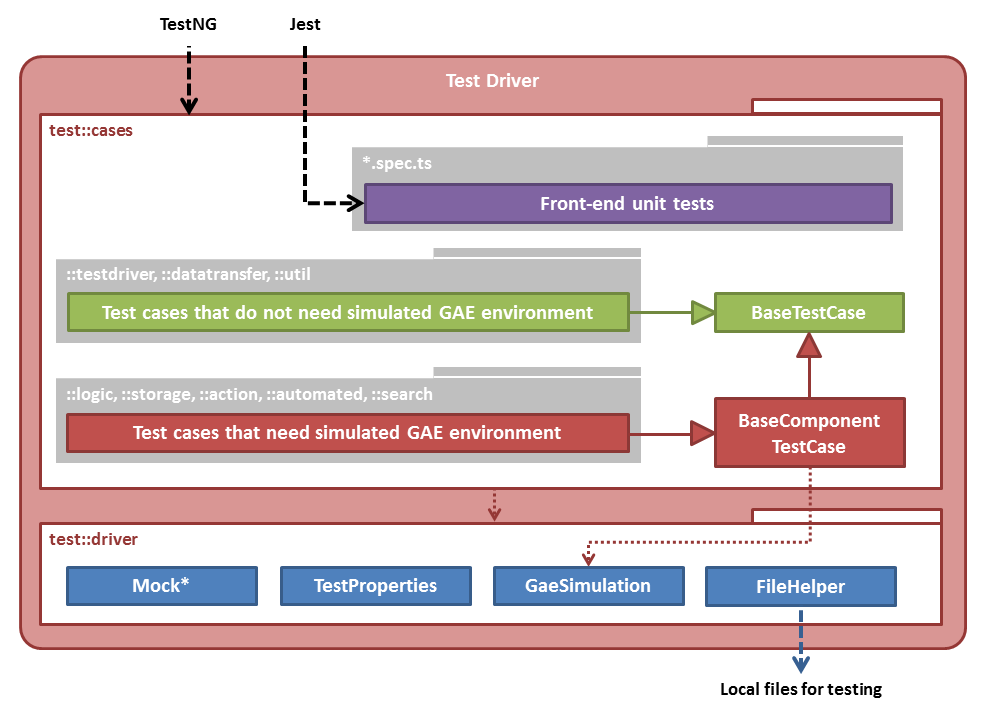 TestNG
Jest
Test Driver
test::cases
*.spec.ts
Front-end unit tests
::testdriver, ::datatransfer, ::util
Test cases that do not need simulated GAE environment
BaseTestCase
::logic, ::storage, ::action, ::automated, ::search
Test cases that need simulated GAE environment
BaseComponent
TestCase
test::driver
Mock*
TestProperties
GaeSimulation
FileHelper
Local files for testing